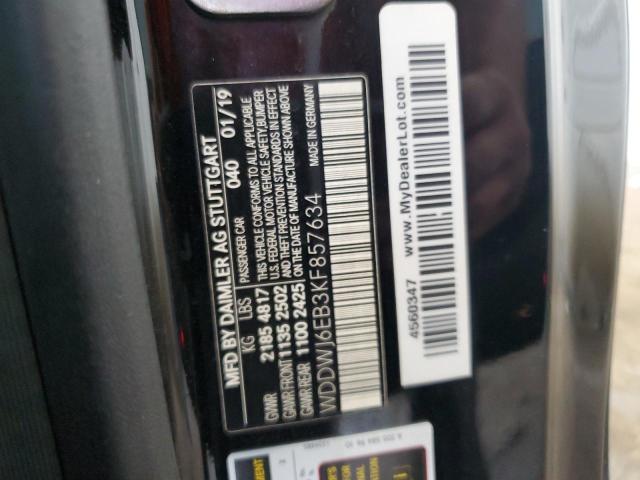 MFD BY DAIMLER AG STUTTGART
PASSENGER CAR 040 01/19
KG LBS
GVWR 2185 4817
GAWR FRONT 1135 2502
GAWR REAR 1100 2425
THIS VEHICLE CONFORMS TO ALL APPLICABLE
U.S. FEDERAL MOTOR VEHICLE SAFETY, BUMPER
AND THEFT PREVENTION STANDARDS IN EFFECT
ON THE DATE OF MANUFACTURE SHOWN ABOVE
WDDWJ6EB3KF857634 MADE IN GERMANY
www.MyDealerLot.com
4560347